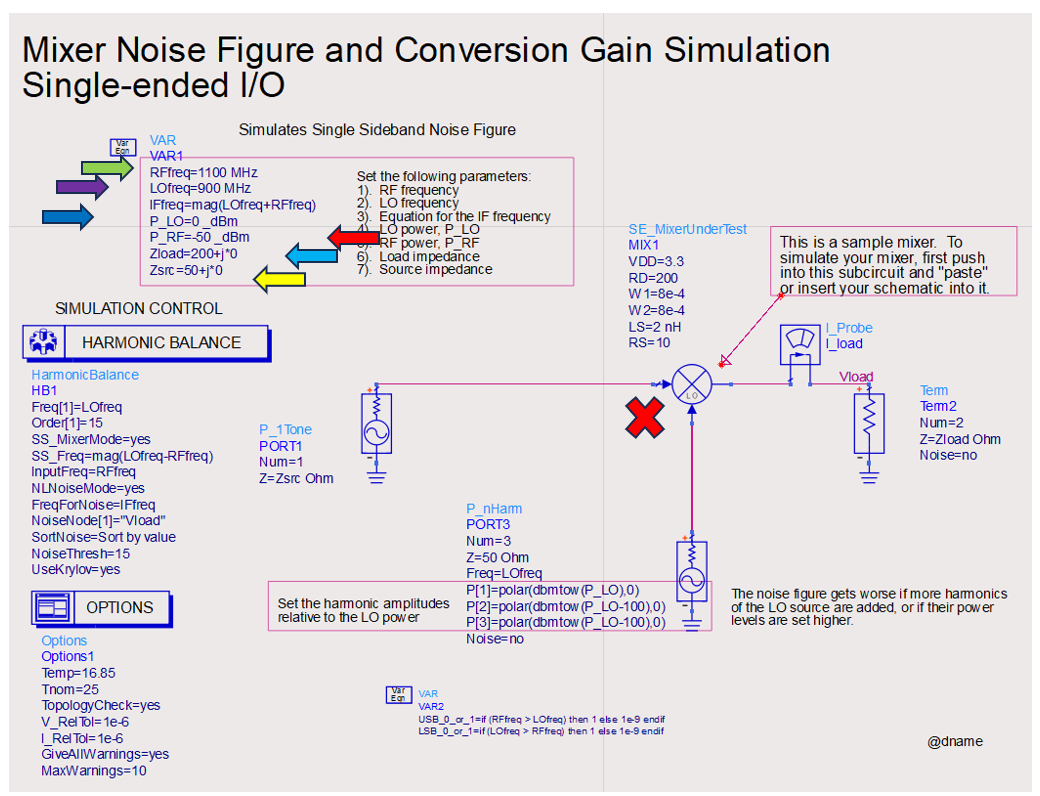 Mixer Noise Figure and Conversion Gain Simulation
Single-ended I/O
Simulates Single Sideband Noise Figure
Var
Eqn
VAR
VAR1
RFfreq=1100 MHz
LOfreq=900 MHz
IFfreq=mag(LOfreq+RFfreq)
P_LO=0 _dBm
P_RF=-50 _dBm
Zload=200+j*0
Zsrc=50+j*0
Set the following parameters:
1). RF frequency
2). LO frequency
3). Equation for the IF frequency
4). LO power, P_LO
5). RF power, P_RF
6). Load impedance
7). Source impedance
SE_MixerUnderTest
MIX1
VDD=3.3
RD=200
W1=8e-4
W2=8e-4
LS=2 nH
RS=10
This is a sample mixer. To
simulate your mixer, first push
into this subcircuit and "paste"
or insert your schematic into it.
SIMULATION CONTROL
HARMONIC BALANCE
HarmonicBalance
HB1
Freq[1]=LOfreq
Order[1]=15
SS_MixerMode=yes
SS_Freq=mag(LOfreq-RFfreq)
InputFreq=RFfreq
NLNoiseMode=yes
FreqForNoise=IFfreq
NoiseNode[1]="Vload"
SortNoise=Sort by value
NoiseThresh=15
UseKrylov=yes
P_1Tone
PORT1
Num=1
Z=Zsrc Ohm
LO
I_Probe
I_load
Vload
Term
Term2
Num=2
Z=Zload Ohm
Noise=no
P_nHarm
PORT3
Num=3
Z=50 Ohm
Freq=LOfreq
P[1]=polar(dbmtow(P_LO),0)
P[2]=polar(dbmtow(P_LO-100),0)
P[3]=polar(dbmtow(P_LO-100),0)
Noise=no
Set the harmonic amplitudes
relative to the LO power
The noise figure gets worse if more harmonics
of the LO source are added, or if their power
levels are set higher.
OPTIONS
Options
Options1
Temp=16.85
Tnom=25
TopologyCheck=yes
V_RelTol=1e-6
I_RelTol=1e-6
GiveAllWarnings=yes
MaxWarnings=10
Var
Eqn
VAR
VAR2
USB_0_or_1=if (RFfreq > LOfreq) then 1 else 1e-9 endif
LSB_0_or_1=if (LOfreq > RFfreq) then 1 else 1e-9 endif
@dname